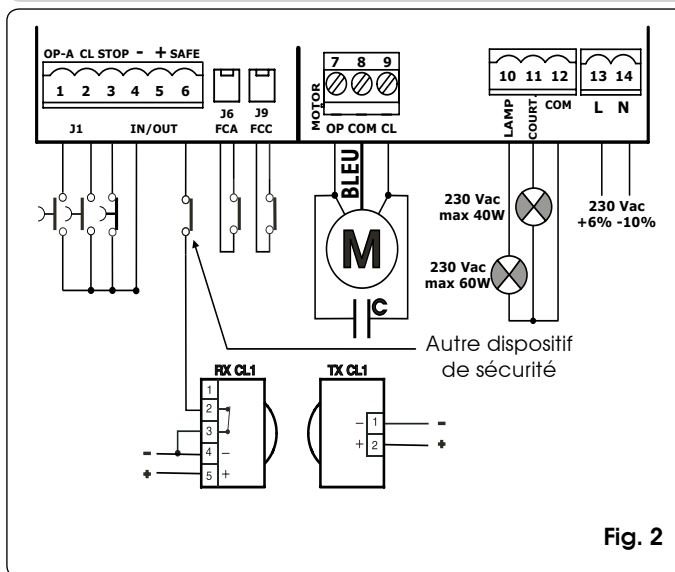 OP-A CL STOP - + SAFE
1 2 3 4 5 6
J1 IN/OUT
J6
FCA
J9
FCC
MOTOR
7 8 9
OP COM CL
BLEU
M
C
10 11 12
LAMP
COURT.
COM
13 14
L N
230 Vac
max 40W
230 Vac
max 60W
230 Vac
+6% -10%
Autre dispositif
de sécurité
RX CL1
1
2
3
4 -
5 +
-
+
TX CL1
- 1 -
+ 2 +
Fig. 2